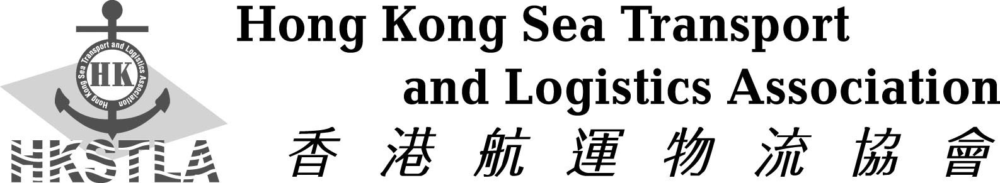 Hong Kong Sea Transport and Logistics Association
HK
HKSTLA
Hong Kong Sea Transport
and Logistics Association
香港航運物流協會